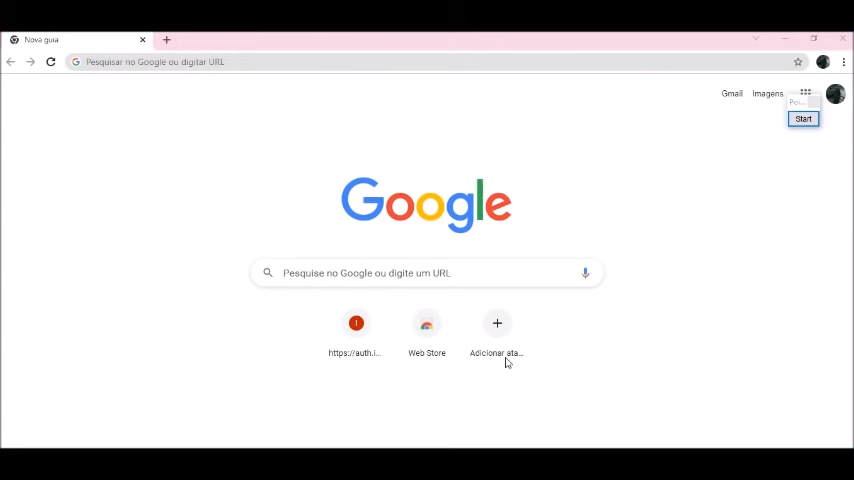 Nova guia
Pesquisar no Google ou digitar URL
Gmail Imagens
Poi...
Start
Google
Pesquise no Google ou digite um URL
https://auth.i... Web Store Adicionar ata...